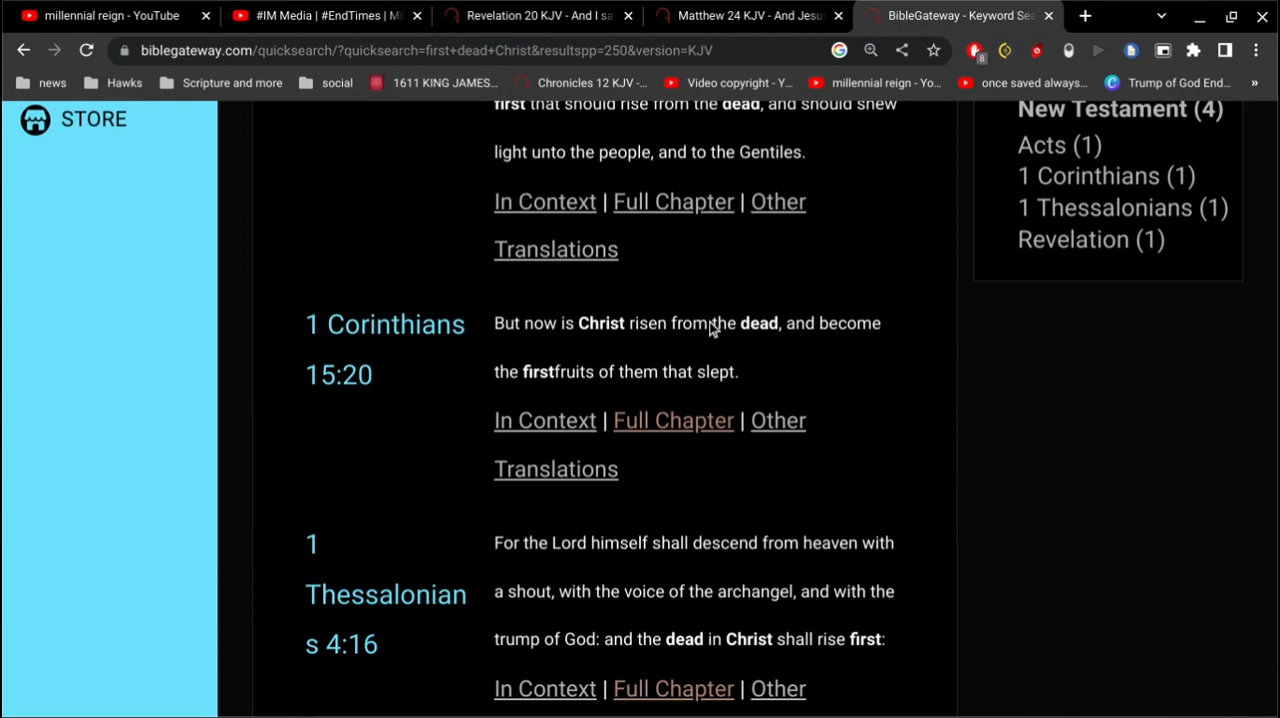 millennial reign - YouTube
#IM Media | #EndTimes | Mi
Revelation 20 KJV - And I sa
Matthew 24 KJV - And Jesus
BibleGateway - Keyword Sea
biblegateway.com/quicksearch/?quicksearch=first+dead+Christ&resultspp=250&version=KJV
8
news
Hawks
Scripture and more
social
1611 KING JAMES...
Chronicles 12 KJV -...
Video copyright - Y...
millennial reign - Yo...
once saved always...
Trump of God End...
»
STORE
first that should rise from the dead, and should shew
light unto the people, and to the Gentiles.
In Context | Full Chapter | Other
Translations
1 Corinthians
15:20
But now is Christ risen from the dead, and become
the firstfruits of them that slept.
In Context | Full Chapter | Other
Translations
1
Thessalonian
s 4:16
For the Lord himself shall descend from heaven with
a shout, with the voice of the archangel, and with the
trump of God: and the dead in Christ shall rise first:
In Context | Full Chapter | Other
New Testament (4)
Acts (1)
1 Corinthians (1)
1 Thessalonians (1)
Revelation (1)